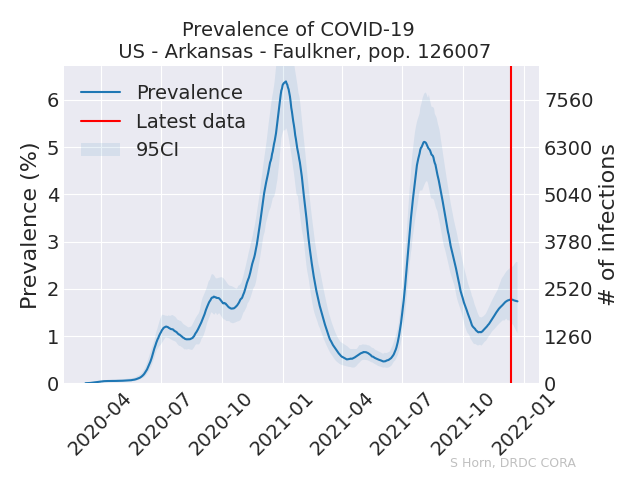 Prevalence of COVID-19
US - Arkansas - Faulkner, pop. 126007
Prevalence
Latest data
95CI
Prevalence (%)
6
5
4
3
2
1
0
7560
6300
5040
3780
2520
1260
0
# of infections
2020-04
2020-07
2020-10
2021-01
2021-04
2021-07
2021-10
2022-01
S Horn, DRDC CORA